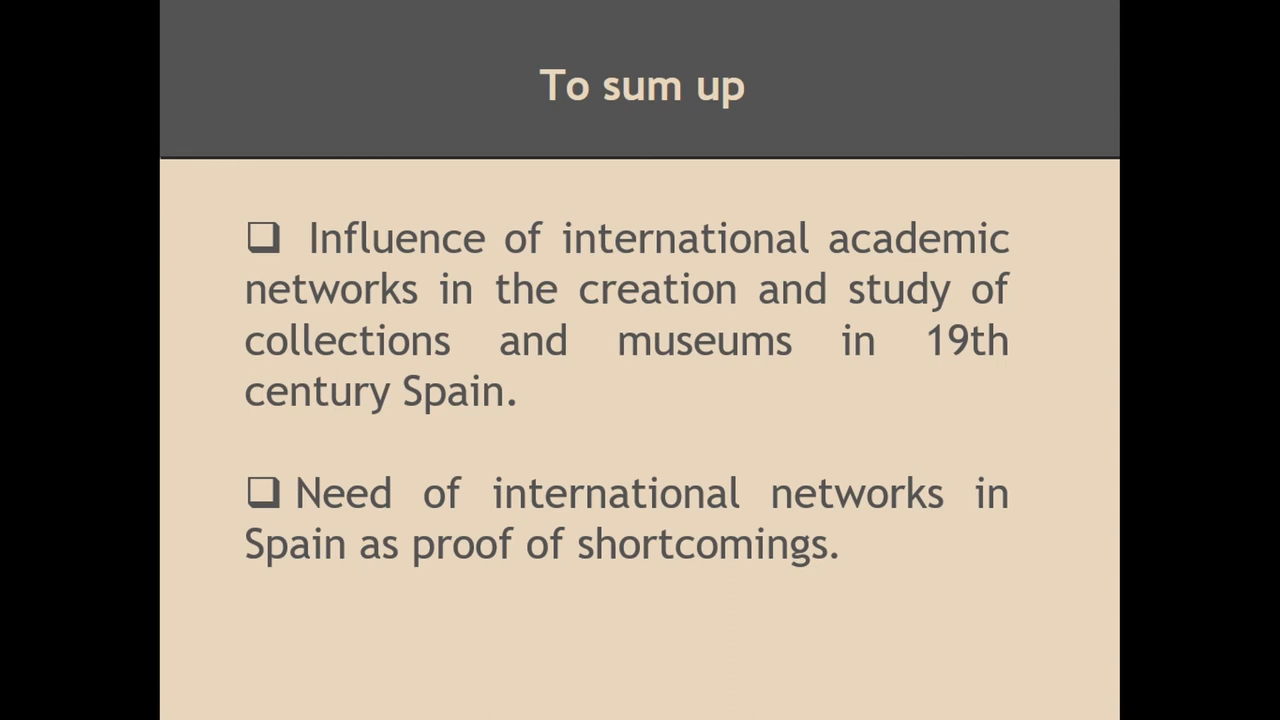 To sum up
❑ Influence of international academic
networks in the creation and study of
collections and museums in 19th
century Spain.
❑ Need of international networks in
Spain as proof of shortcomings.